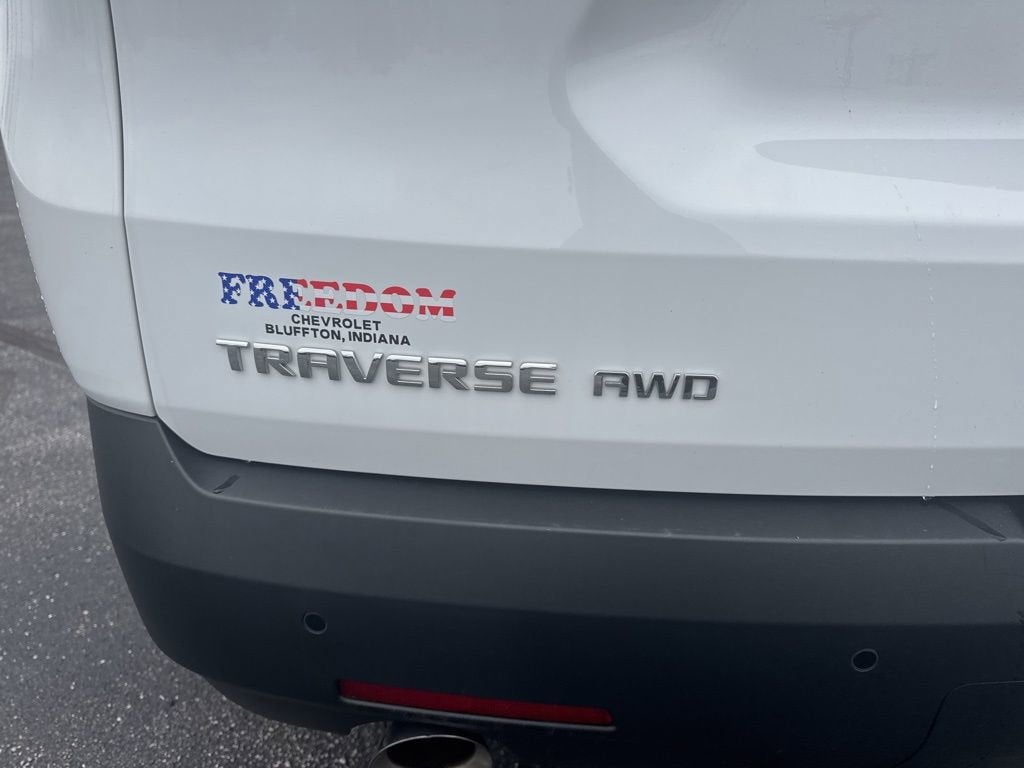 FREEDOM
CHEVROLET
BLUFFTON, INDIANA
TRAVERSE AWD